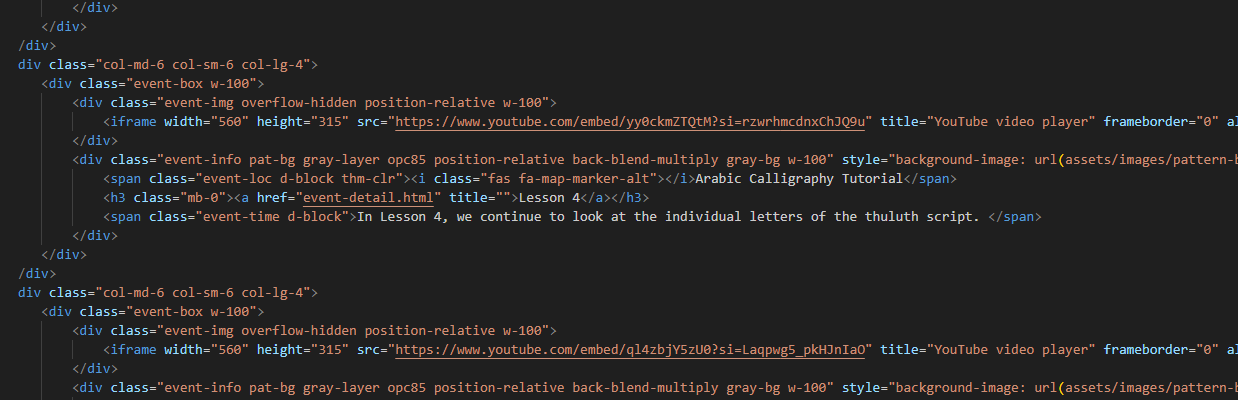 </div>
</div>
/div>
div class="col-md-6 col-sm-6 col-lg-4">
<div class="event-box w-100">
<div class="event-img overflow-hidden position-relative w-100">
<iframe width="560" height="315" src="https://www.youtube.com/embed/yy0ckmZTQtM?si=rzwrhmcdnxChJQ9u" title="YouTube video player" frameborder="0" al
</div>
<div class="event-info pat-bg gray-layer opc85 position-relative back-blend-multiply gray-bg w-100" style="background-image: url(assets/images/pattern-b
<span class="event-loc d-block thm-clr"><i class="fas fa-map-marker-alt"></i>Arabic Calligraphy Tutorial</span>
<h3 class="mb-0"><a href="event-detail.html" title="">Lesson 4</a></h3>
<span class="event-time d-block">In Lesson 4, we continue to look at the individual letters of the thuluth script. </span>
</div>
</div>
/div>
div class="col-md-6 col-sm-6 col-lg-4">
<div class="event-box w-100">
<div class="event-img overflow-hidden position-relative w-100">
<iframe width="560" height="315" src="https://www.youtube.com/embed/ql4zbjY5zU0?si=Laqpwg5_pkHJnIaO" title="YouTube video player" frameborder="0" al
</div>
<div class="event-info pat-bg gray-layer opc85 position-relative back-blend-multiply gray-bg w-100" style="background-image: url(assets/images/pattern-b